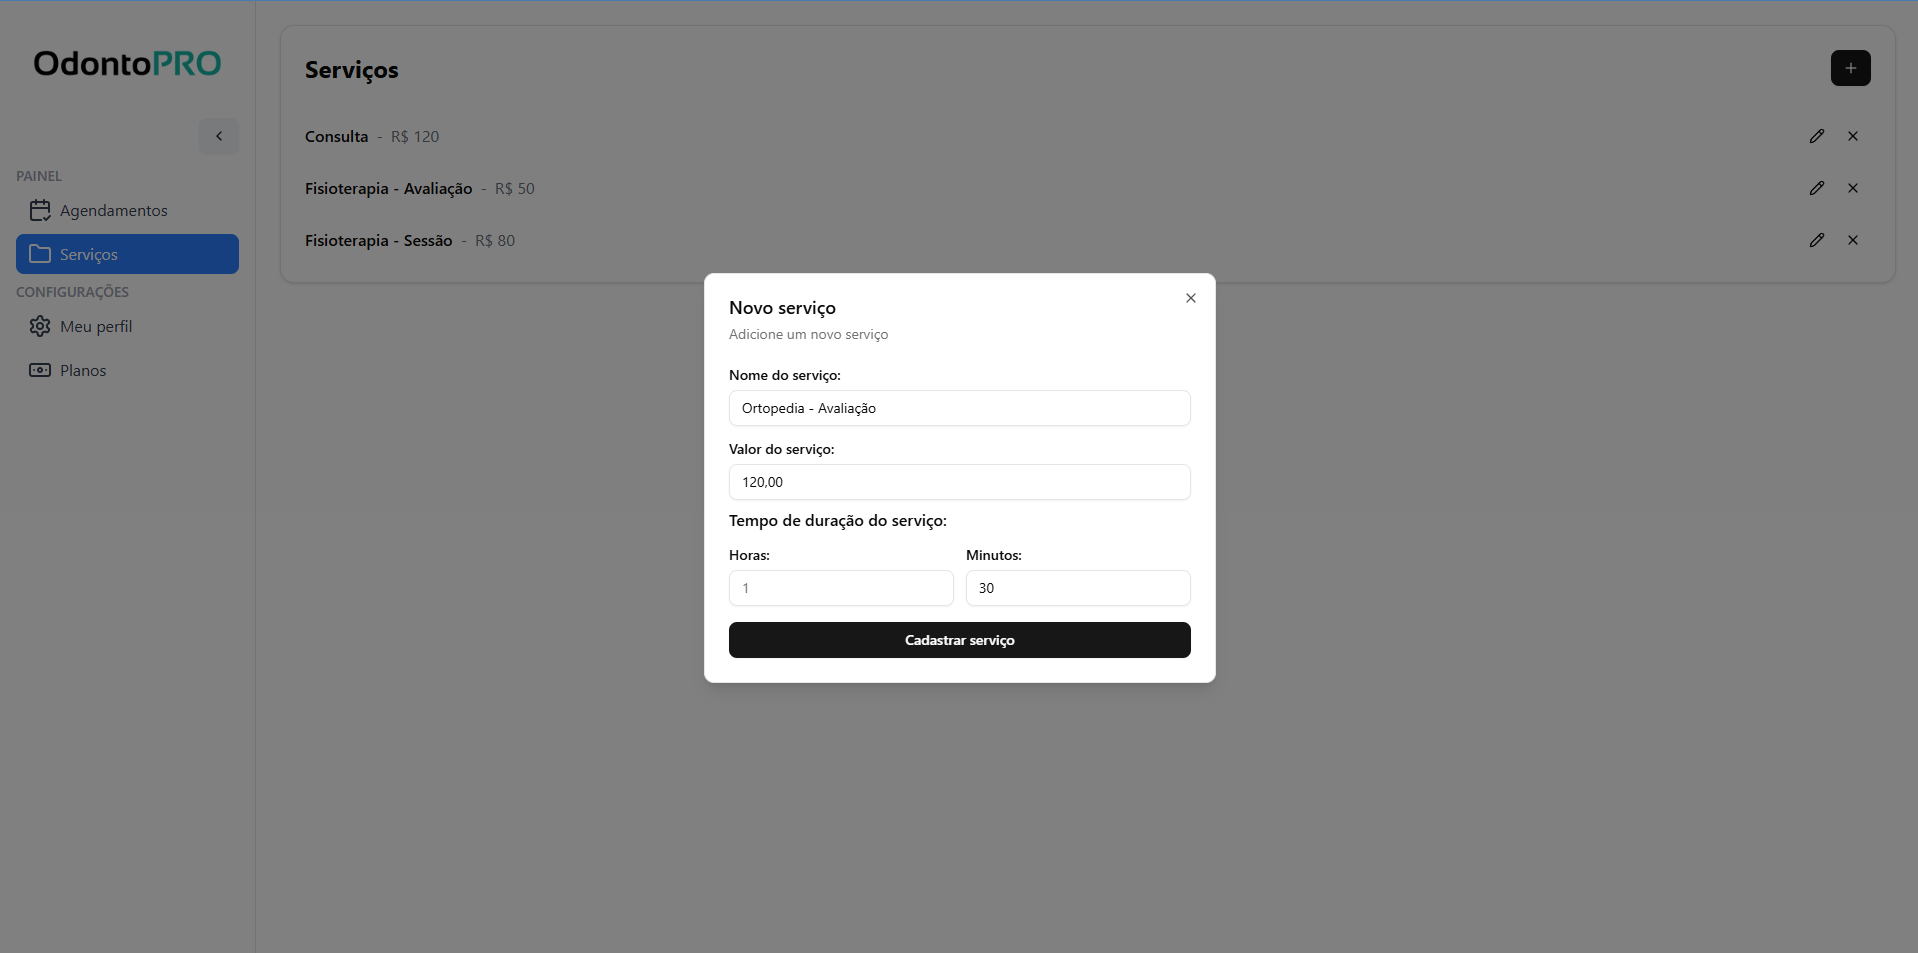 OdontoPRO
PAINEL
Agendamentos
Serviços
CONFIGURAÇÕES
Meu perfil
Planos
Serviços
+
Consulta - R$ 120
Fisioterapia - Avaliação - R$ 50
Fisioterapia - Sessão - R$ 80
Novo serviço
Adicione um novo serviço
Nome do serviço:
Ortopedia - Avaliação
Valor do serviço:
120,00
Tempo de duração do serviço:
Horas: Minutos:
1 30
Cadastrar serviço